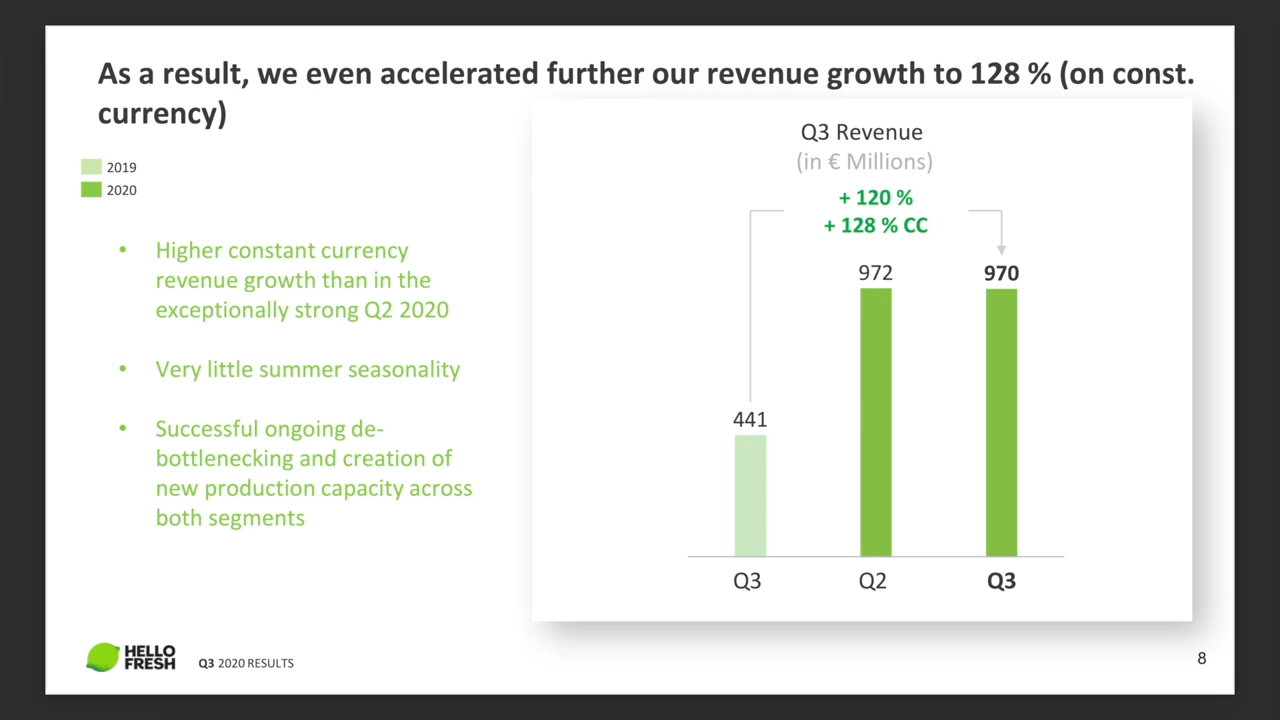 As a result, we even accelerated further our revenue growth to 128 % (on const.
currency)
2019
2020
• Higher constant currency
revenue growth than in the
exceptionally strong Q2 2020
• Very little summer seasonality
• Successful ongoing de-
bottlenecking and creation of
new production capacity across
both segments
Q3 Revenue
(in € Millions)
+ 120 %
+ 128 % CC
441
972
970
Q3
Q2
Q3
HELLO
FRESH
Q3 2020 RESULTS
8